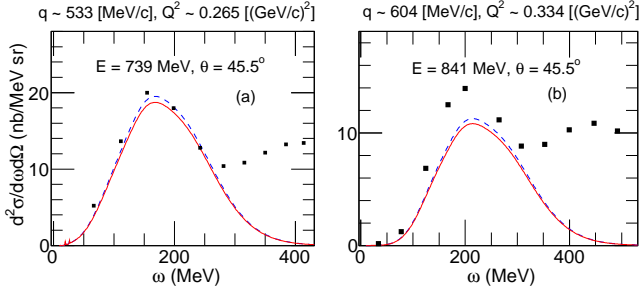 q ~ 533 [MeV/c], Q² ~ 0.265 [(GeV/c)²]
q ~ 604 [MeV/c], Q² ~ 0.334 [(GeV/c)²]
E = 739 MeV, θ = 45.5°
(a)
E = 841 MeV, θ = 45.5°
(b)
d²σ/dωdΩ (nb/MeV sr)
20
10
0
0 200 400
ω (MeV)
10
0
0 200 400
ω (MeV)